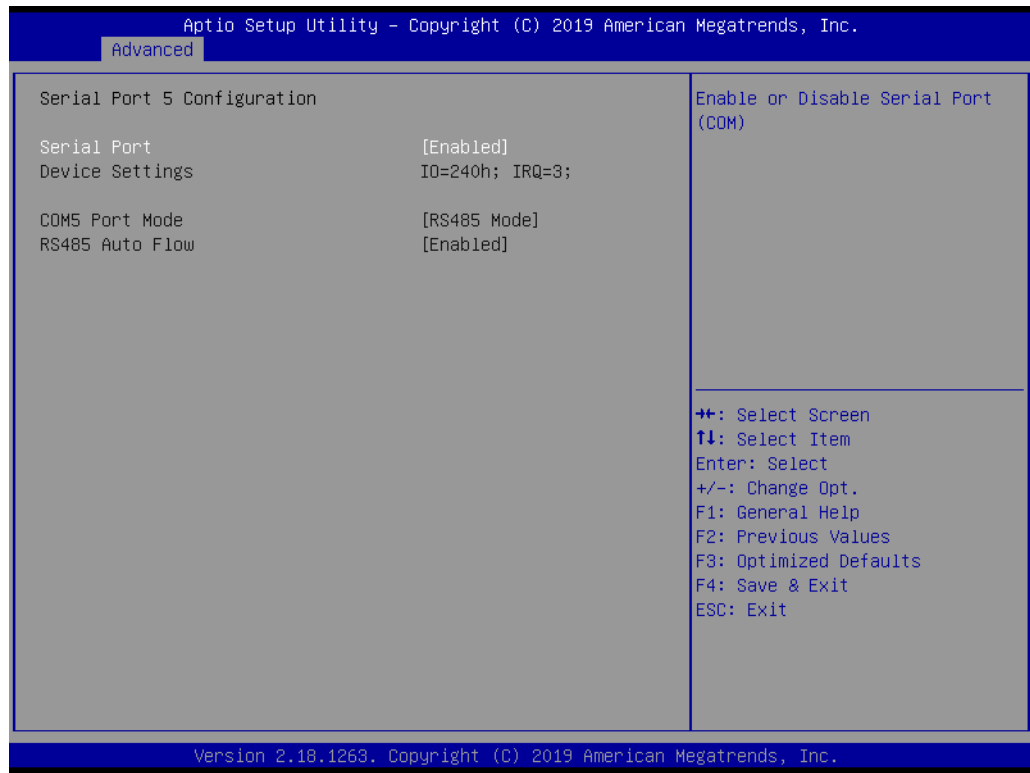 Aptio Setup Utility – Copyright (C) 2019 American Megatrends, Inc.
Advanced
Serial Port 5 Configuration
Serial Port [Enabled]
Device Settings IO=240h; IRQ=3;
COM5 Port Mode [RS485 Mode]
RS485 Auto Flow [Enabled]
Enable or Disable Serial Port
(COM)
→←: Select Screen
↑↓: Select Item
Enter: Select
+/-: Change Opt.
F1: General Help
F2: Previous Values
F3: Optimized Defaults
F4: Save & Exit
ESC: Exit
Version 2.18.1263. Copyright (C) 2019 American Megatrends, Inc.